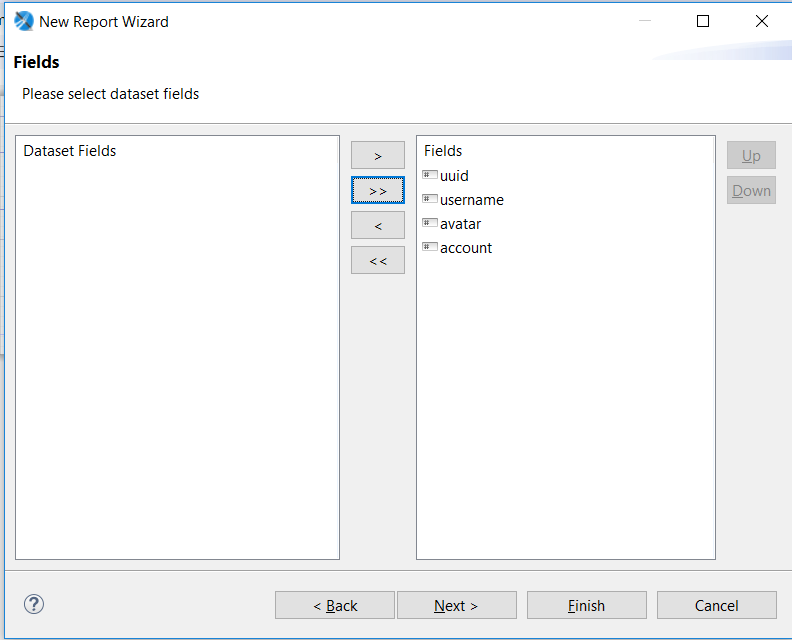 New Report Wizard
Fields
Please select dataset fields
Dataset Fields
>
>>
<
<<
Fields
uuid
username
avatar
account
Up
Down
?
< Back
Next >
Finish
Cancel